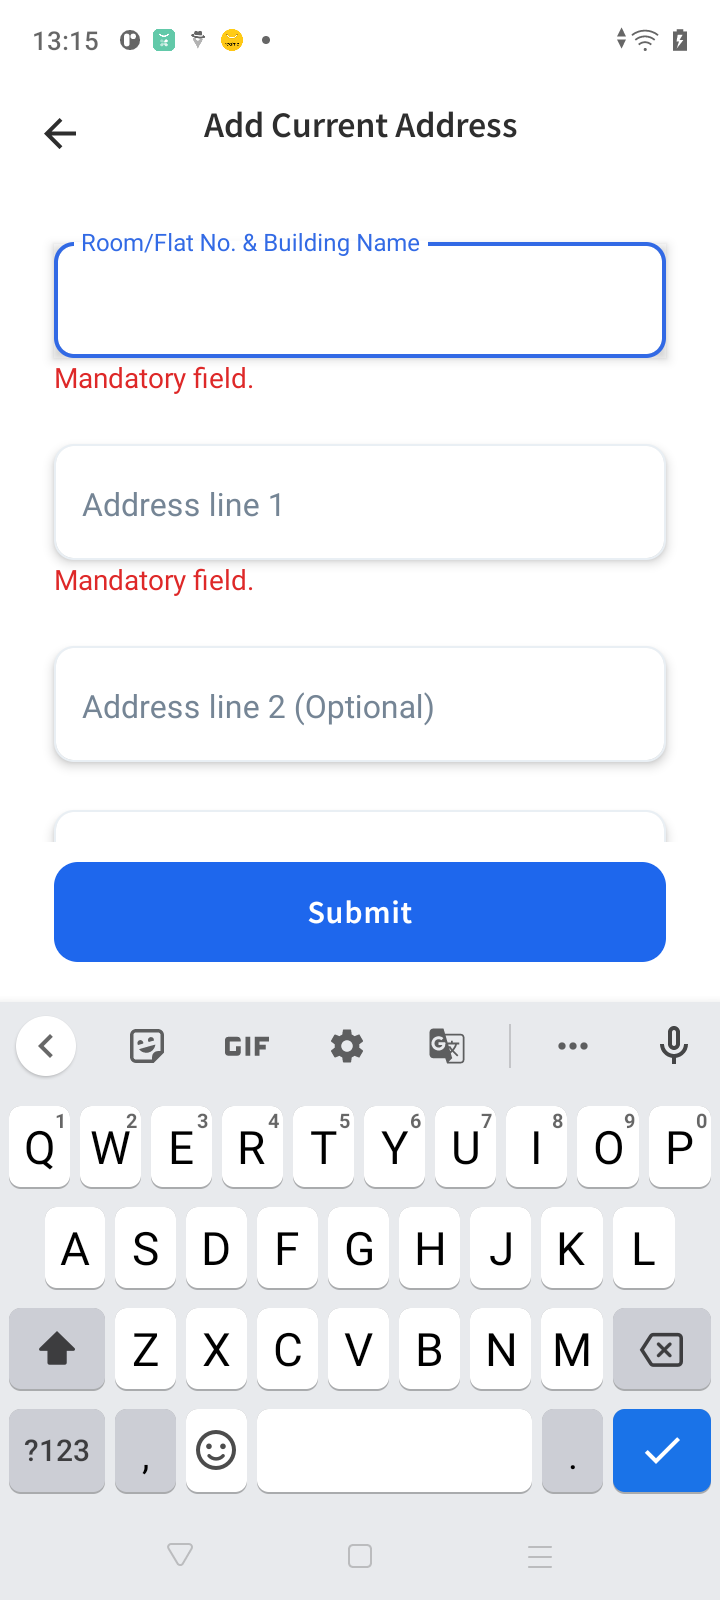 13:15
Add Current Address
Room/Flat No. & Building Name
Mandatory field.
Address line 1
Mandatory field.
Address line 2 (Optional)
Submit
GIF
Q1 W2 E3 R4 T5 Y6 U7 I8 O9 P0
A S D F G H J K L
Z X C V B N M
?123 , .